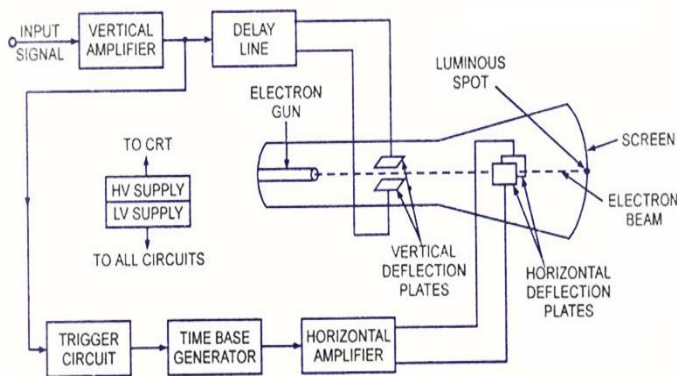 INPUT
SIGNAL
VERTICAL
AMPLIFIER
DELAY
LINE
LUMINOUS
SPOT
ELECTRON
GUN
SCREEN
TO CRT
HV SUPPLY
LV SUPPLY
TO ALL CIRCUITS
ELECTRON
BEAM
VERTICAL
DEFLECTION
PLATES
HORIZONTAL
DEFLECTION
PLATES
TRIGGER
CIRCUIT
TIME BASE
GENERATOR
HORIZONTAL
AMPLIFIER